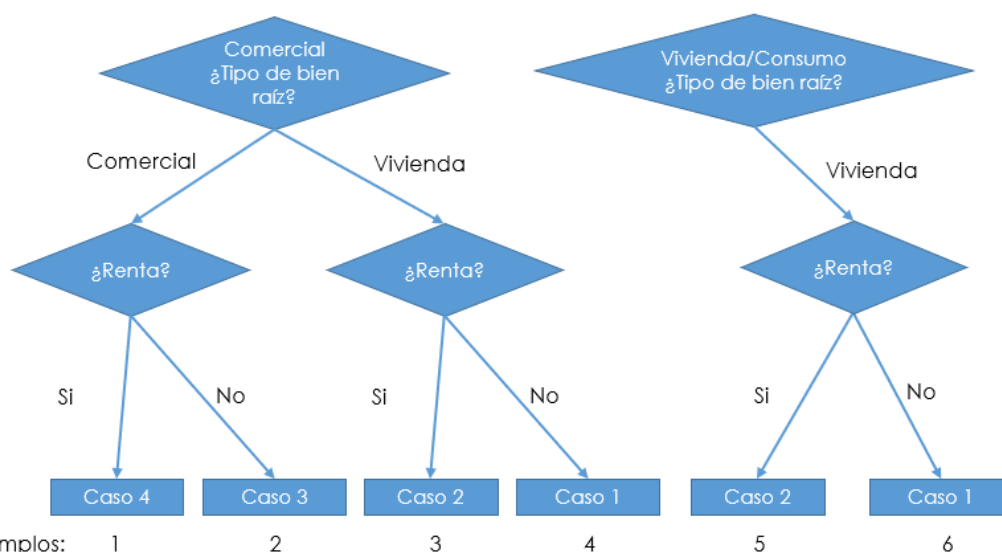 Comercial
¿Tipo de bien
raíz?
Vivienda/Consumo
¿Tipo de bien raíz?
Comercial
Vivienda
Vivienda
¿Renta?
¿Renta?
¿Renta?
Si
No
Si
No
Si
No
Caso 4
Caso 3
Caso 2
Caso 1
Caso 2
Caso 1
mplos: 1 2 3 4 5 6